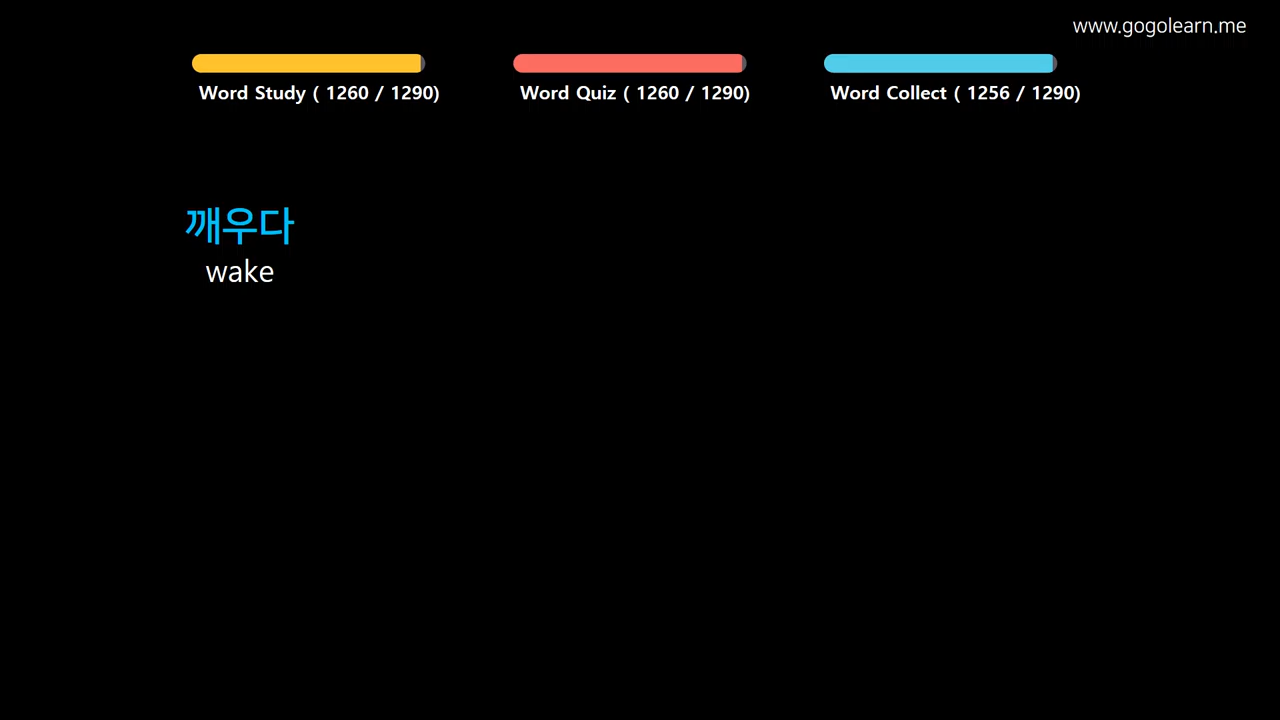 www.gogolearn.me
Word Study ( 1260 / 1290)
Word Quiz ( 1260 / 1290)
Word Collect ( 1256 / 1290)
깨우다
wake